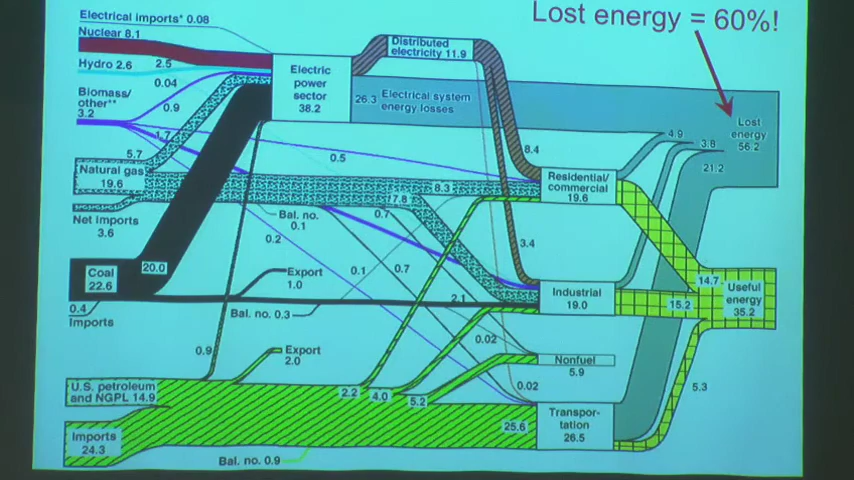 Lost energy = 60%!
Electrical imports* 0.08
Nuclear 8.1
Hydro 2.6
2.5
0.04
Biomass/
other**
3.2
0.9
1.7
5.7
Natural gas
19.6
Net imports
3.6
Coal
22.6
20.0
0.4
Imports
Electric
power
sector
38.2
Distributed
electricity 11.9
26.3
Electrical system
energy losses
Lost
energy
56.2
4.9
3.8
21.2
8.4
0.5
8.3
7.8
0.7
Bal. no.
0.1
0.2
Residential/
commercial
19.6
3.4
Export
1.0
0.1
0.7
2.1
Bal. no. 0.3
Industrial
19.0
14.7
15.2
Useful
energy
35.2
0.02
0.9
Export
2.0
Nonfuel
5.9
0.02
5.3
U.S. petroleum
and NGPL 14.9
2.2
4.0
5.2
25.6
Transpor-
tation
26.5
Imports
24.3
Bal. no. 0.9